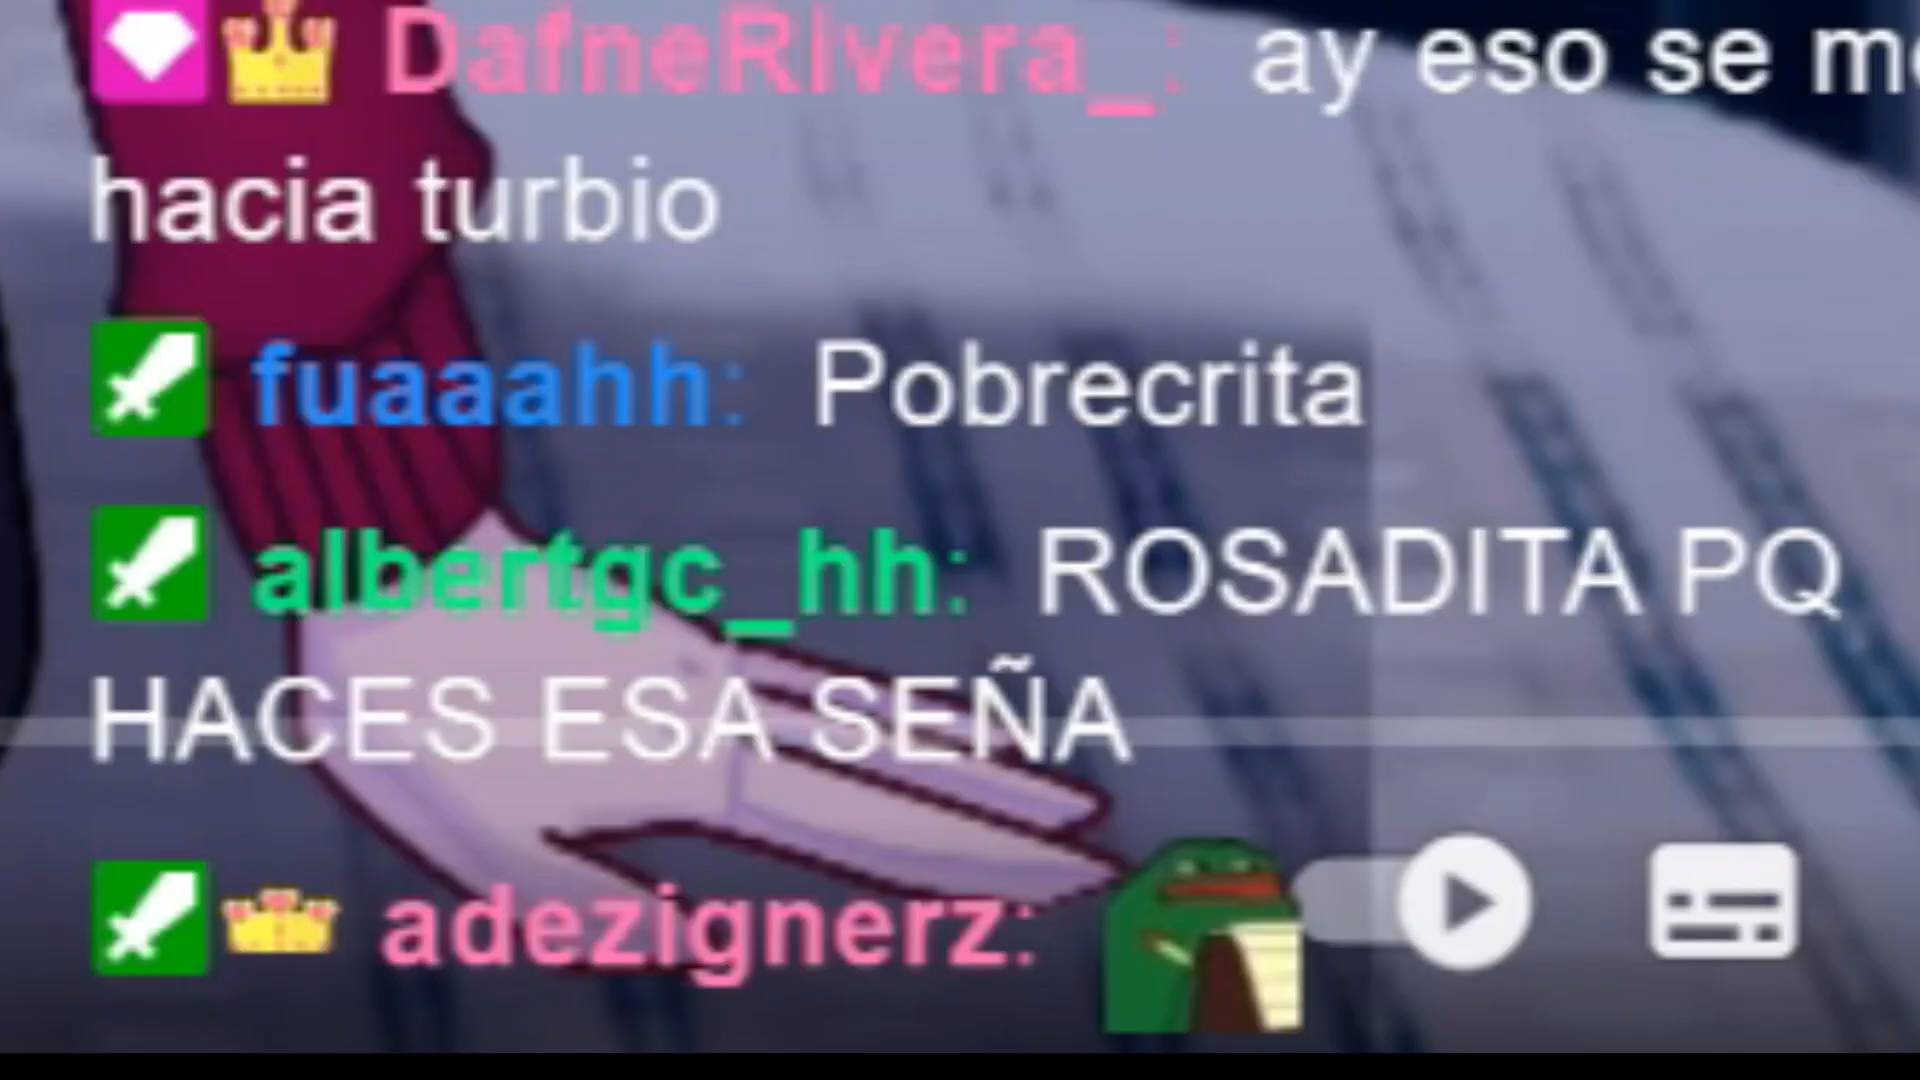 DafneRivera_: ay eso se me
hacia turbio
fuaaahh: Pobrecrita
albertgc_hh: ROSADITA PQ
HACES ESA SEÑA
adezignerz: